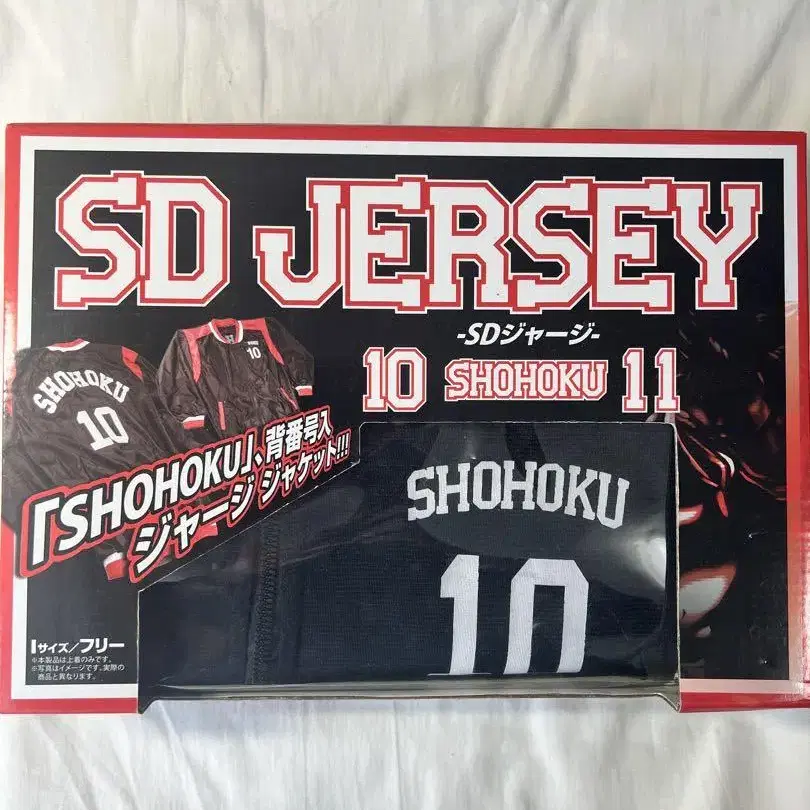 SD JERSEY
-SDジャージ-
10 SHOHOKU 11
SHOHOKU
10
10
「SHOHOKU」、背番号入
ジャージ ジャケット!!!
SHOHOKU
10
サイズ/フリー
※本製品は上着のみです。
※写真はイメージです。実際の
商品と異なります。